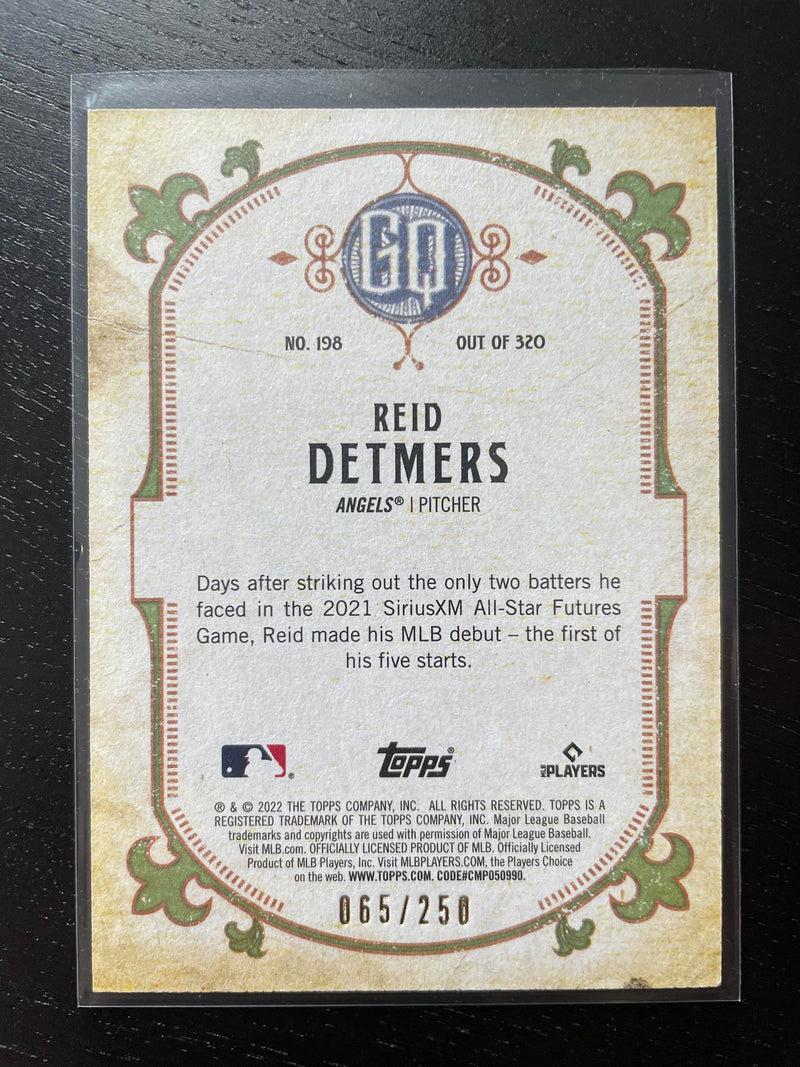 GQ
NO. 198 OUT OF 320
REID
DETMERS
ANGELS® | PITCHER
Days after striking out the only two batters he
faced in the 2021 SiriusXM All-Star Futures
Game, Reid made his MLB debut – the first of
his five starts.
® topps® MLB PLAYERS
® & © 2022 THE TOPPS COMPANY, INC. ALL RIGHTS RESERVED. TOPPS IS A
REGISTERED TRADEMARK OF THE TOPPS COMPANY, INC. Major League Baseball
trademarks and copyrights are used with permission of Major League Baseball.
Visit MLB.com. OFFICIALLY LICENSED PRODUCT OF MLB. Officially Licensed
Product of MLB Players, Inc. Visit MLBPLAYERS.COM, the Players Choice
on the web. WWW.TOPPS.COM. CODE#CMP050990.
065/250